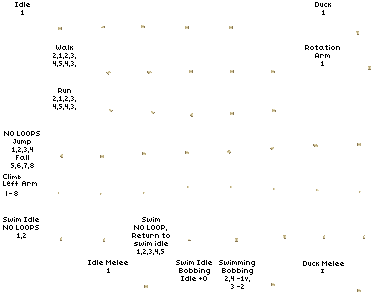 Idle
1
Duck
1
Walk
2,1,2,3,
4,5,4,3,
Rotation
Arm
1
Run
2,1,2,3,
4,5,4,3,
NO LOOPS
Jump
1,2,3,4
Fall
5,6,7,8
Climb
Left Arm
1-8
Swim Idle
NO LOOPS
1,2
Swim
NO LOOP,
Return to
swim idle
1,2,3,4,5
Idle Melee
1
Swim Idle
Bobbing
Idle +0
Swimming
Bobbing
2,4 -1v,
3 -2
Duck Melee
1